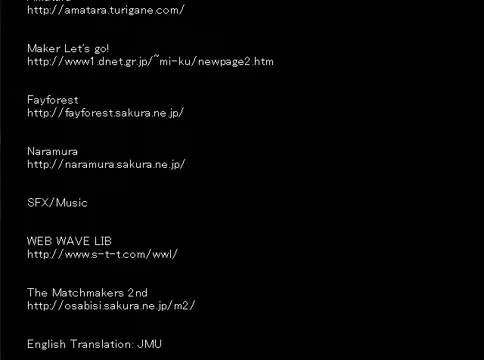 http://amatara.turigane.com/
Maker Let's go!
http://www1.dnet.gr.jp/~mi-ku/newpage2.htm
Fayforest
http://fayforest.sakura.ne.jp/
Naramura
http://naramura.sakura.ne.jp/
SFX/Music
WEB WAVE LIB
http://www.s-t-t.com/wwl/
The Matchmakers 2nd
http://osabisi.sakura.ne.jp/m2/
English Translation: JMU